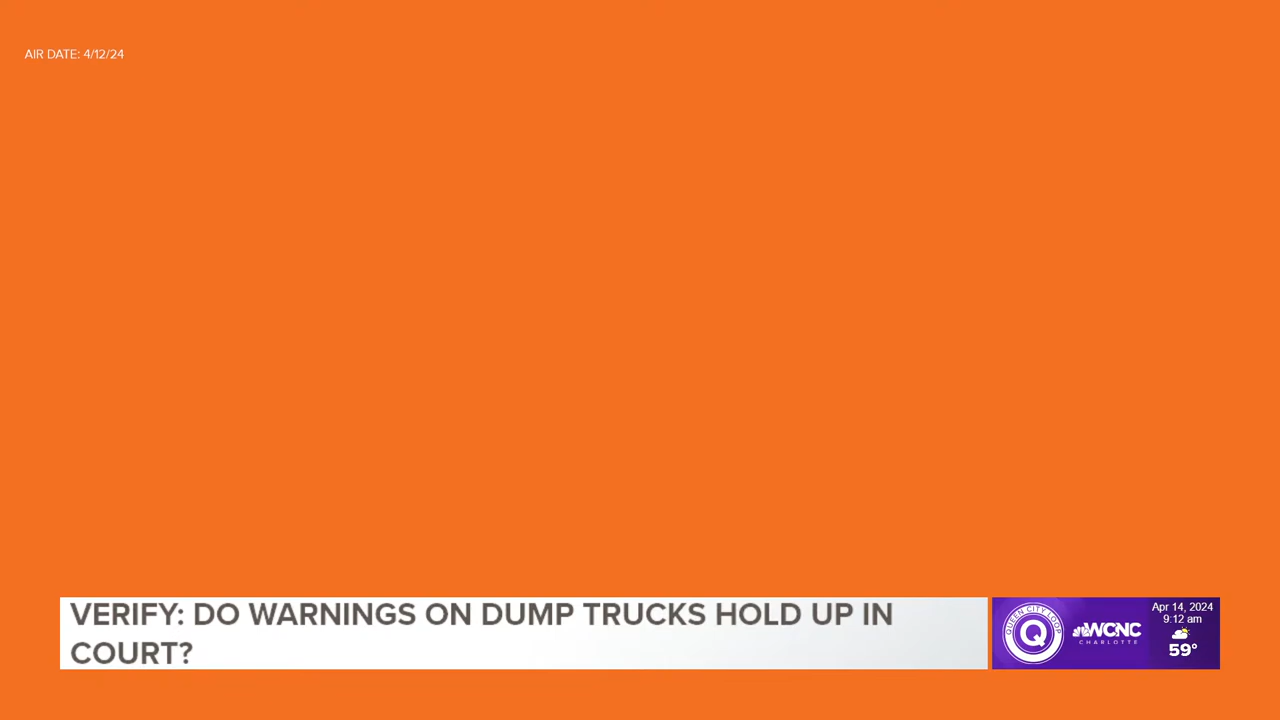 AIR DATE: 4/12/24
VERIFY: DO WARNINGS ON DUMP TRUCKS HOLD UP IN
COURT?
QUEEN CITY LOOP
Q
WCNC
CHARLOTTE
Apr 14, 2024
9:12 am
59°